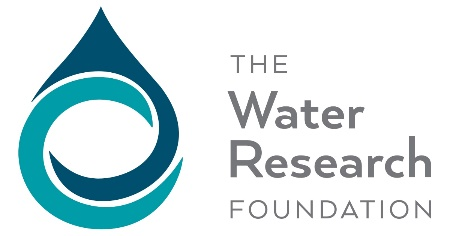 THE
Water
Research
FOUNDATION